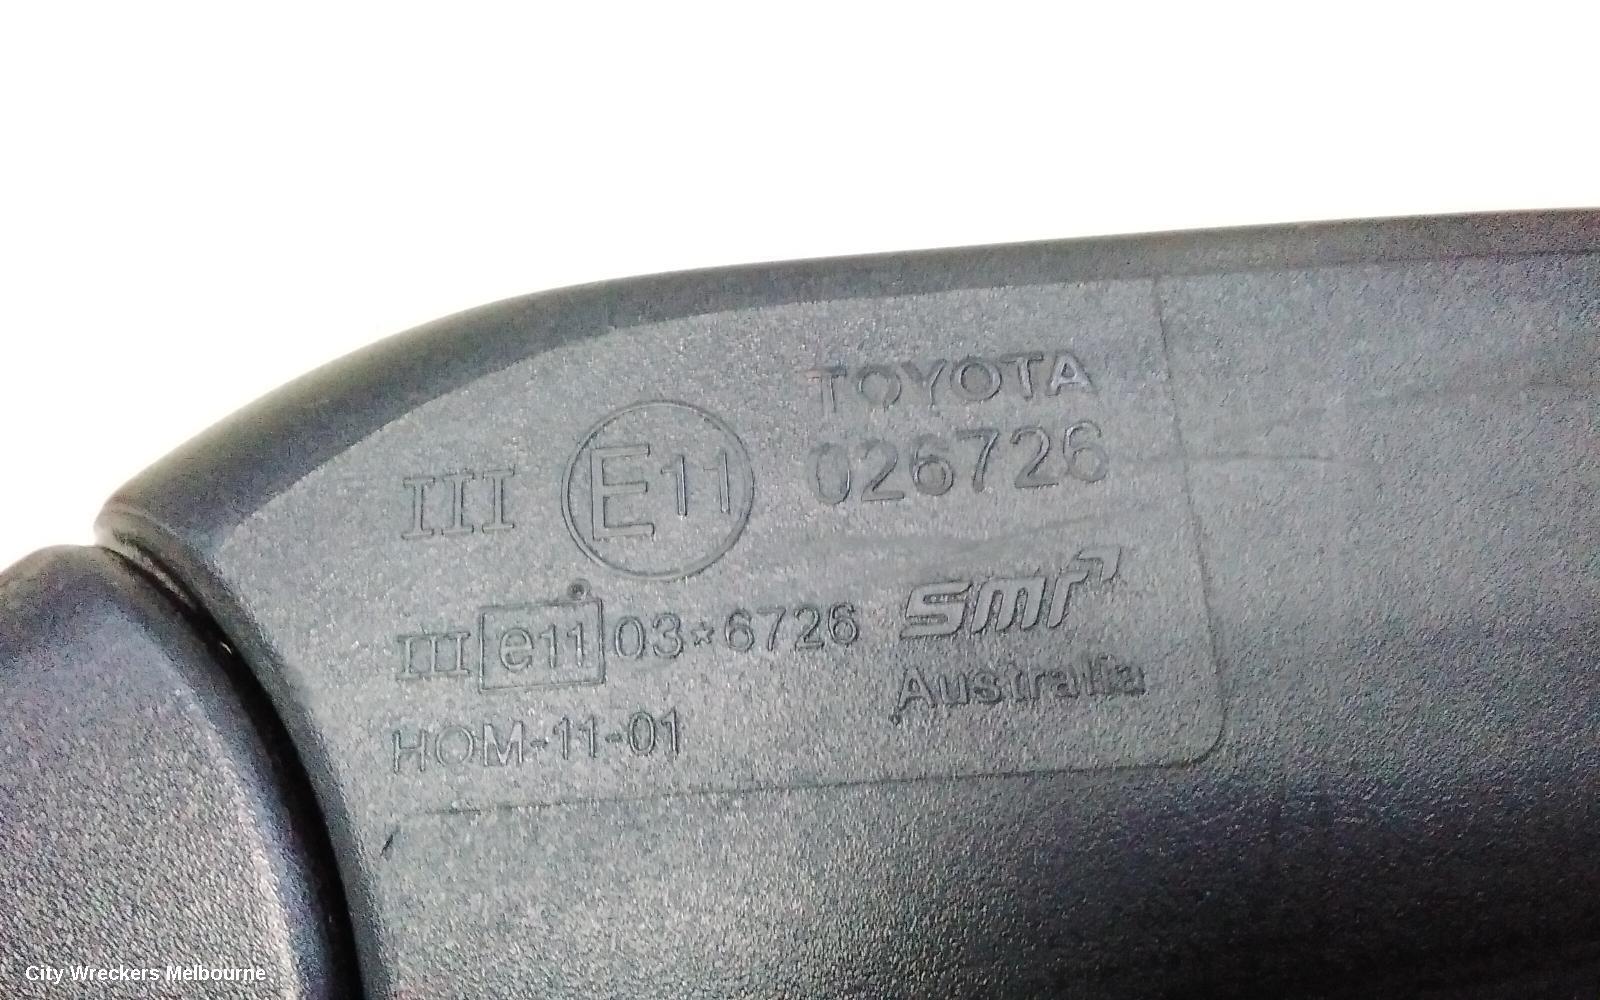 TOYOTA
III E11 026726
III e11 03*6726 smr
Australia
HOM-11-01
City Wreckers Melbourne